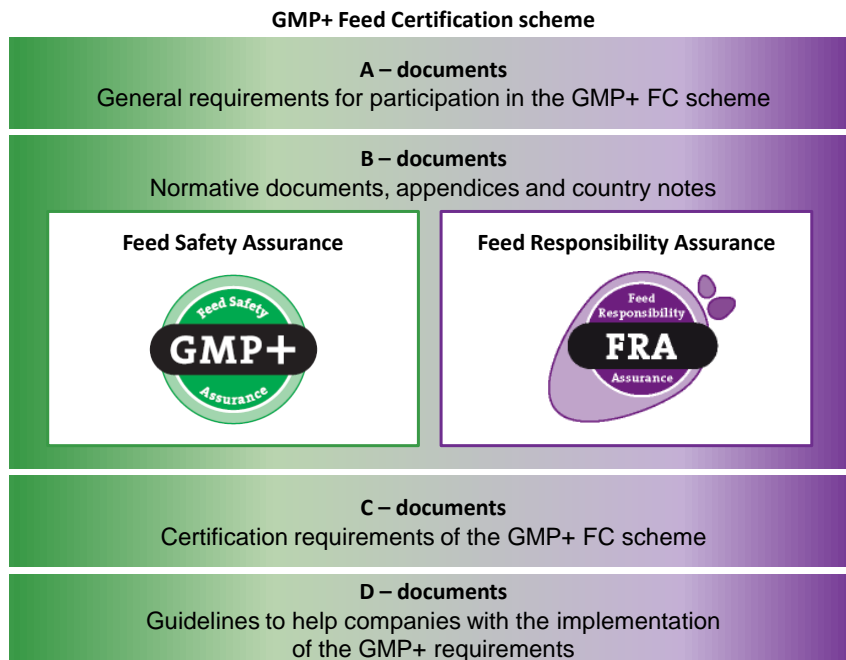 GMP+ Feed Certification scheme
A – documents
General requirements for participation in the GMP+ FC scheme
B – documents
Normative documents, appendices and country notes
Feed Safety Assurance
Feed Safety
GMP+
Assurance
Feed Responsibility Assurance
Feed
Responsibility
FRA
Assurance
C – documents
Certification requirements of the GMP+ FC scheme
D – documents
Guidelines to help companies with the implementation
of the GMP+ requirements